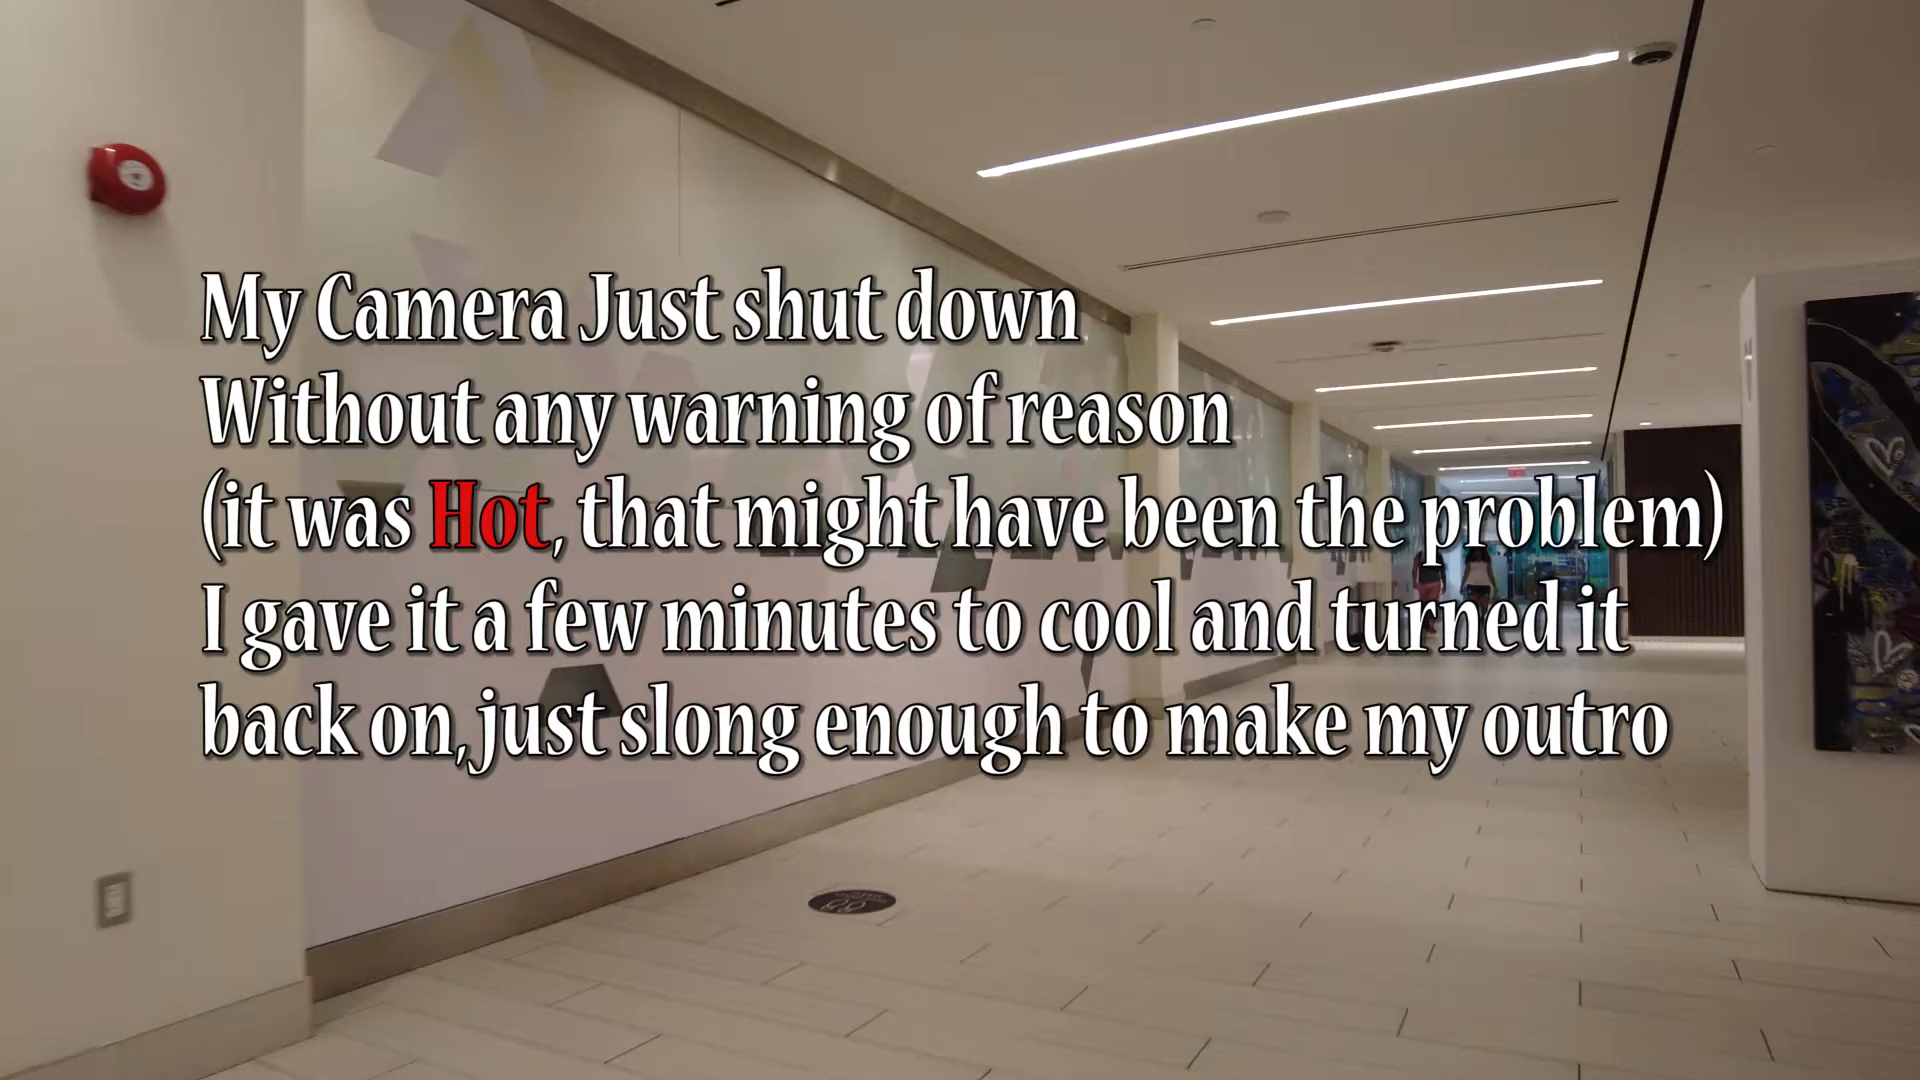 My Camera Just shut down
Without any warning of reason
(it was Hot, that might have been the problem)
I gave it a few minutes to cool and turned it
back on, just slong enough to make my outro